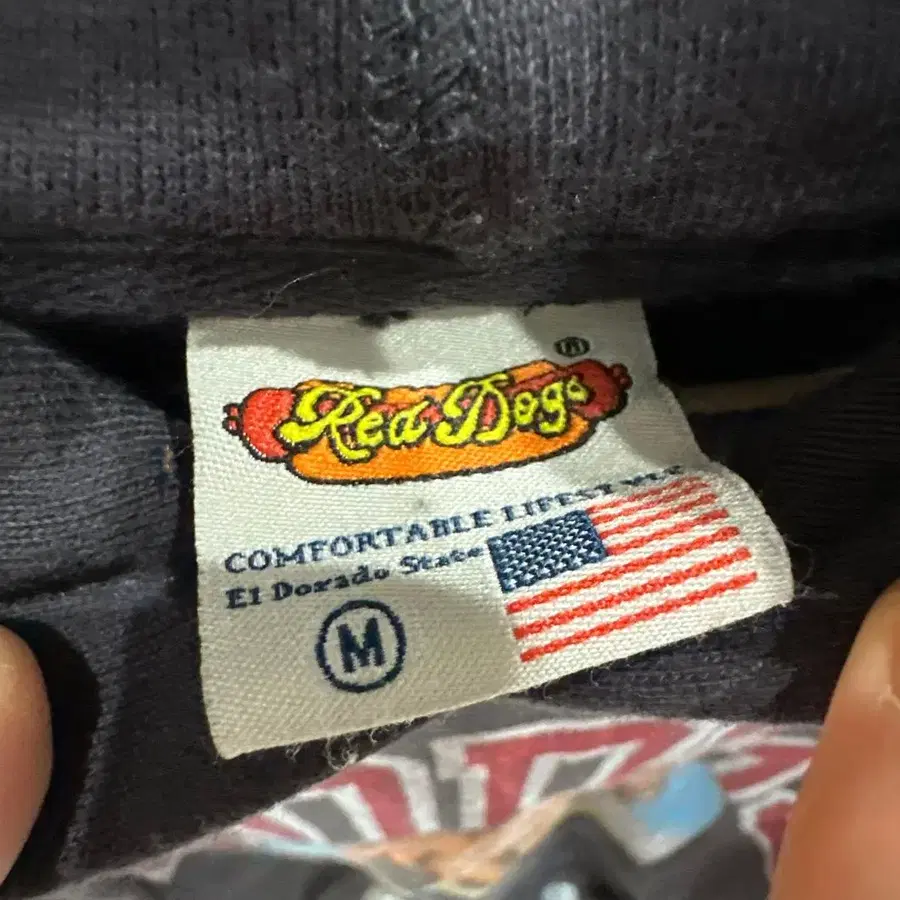 ®
Red Dogs
COMFORTABLE LIFESTYLE
El Dorado State
M